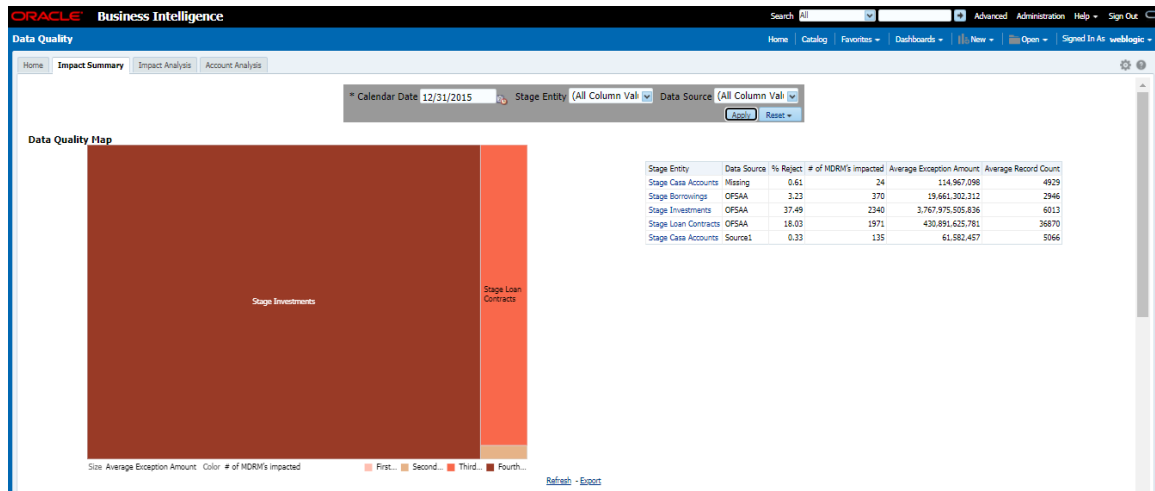 ORACLE Business Intelligence Search All Advanced Administration Help Sign Out
Data Quality Home Catalog Favorites Dashboards New Open Signed In As weblogic
Home Impact Summary Impact Analysis Account Analysis
* Calendar Date 12/31/2015 Stage Entity (All Column Valu Data Source (All Column Valu
Apply Reset
Data Quality Map
Stage Investments
Stage Loan
Contracts
Size Average Exception Amount Color # of MDRM's impacted First... Second... Third... Fourth...
Stage Entity Data Source % Reject # of MDRM's impacted Average Exception Amount Average Record Count
Stage Casa Accounts Missing 0.61 24 114,967,098 4929
Stage Borrowings OFSAA 3.23 370 19,661,302,312 2946
Stage Investments OFSAA 37.49 2340 3,767,975,505,836 6013
Stage Loan Contracts OFSAA 18.03 1971 430,891,625,781 36870
Stage Casa Accounts Source1 0.33 135 61,582,457 5066
Refresh - Export